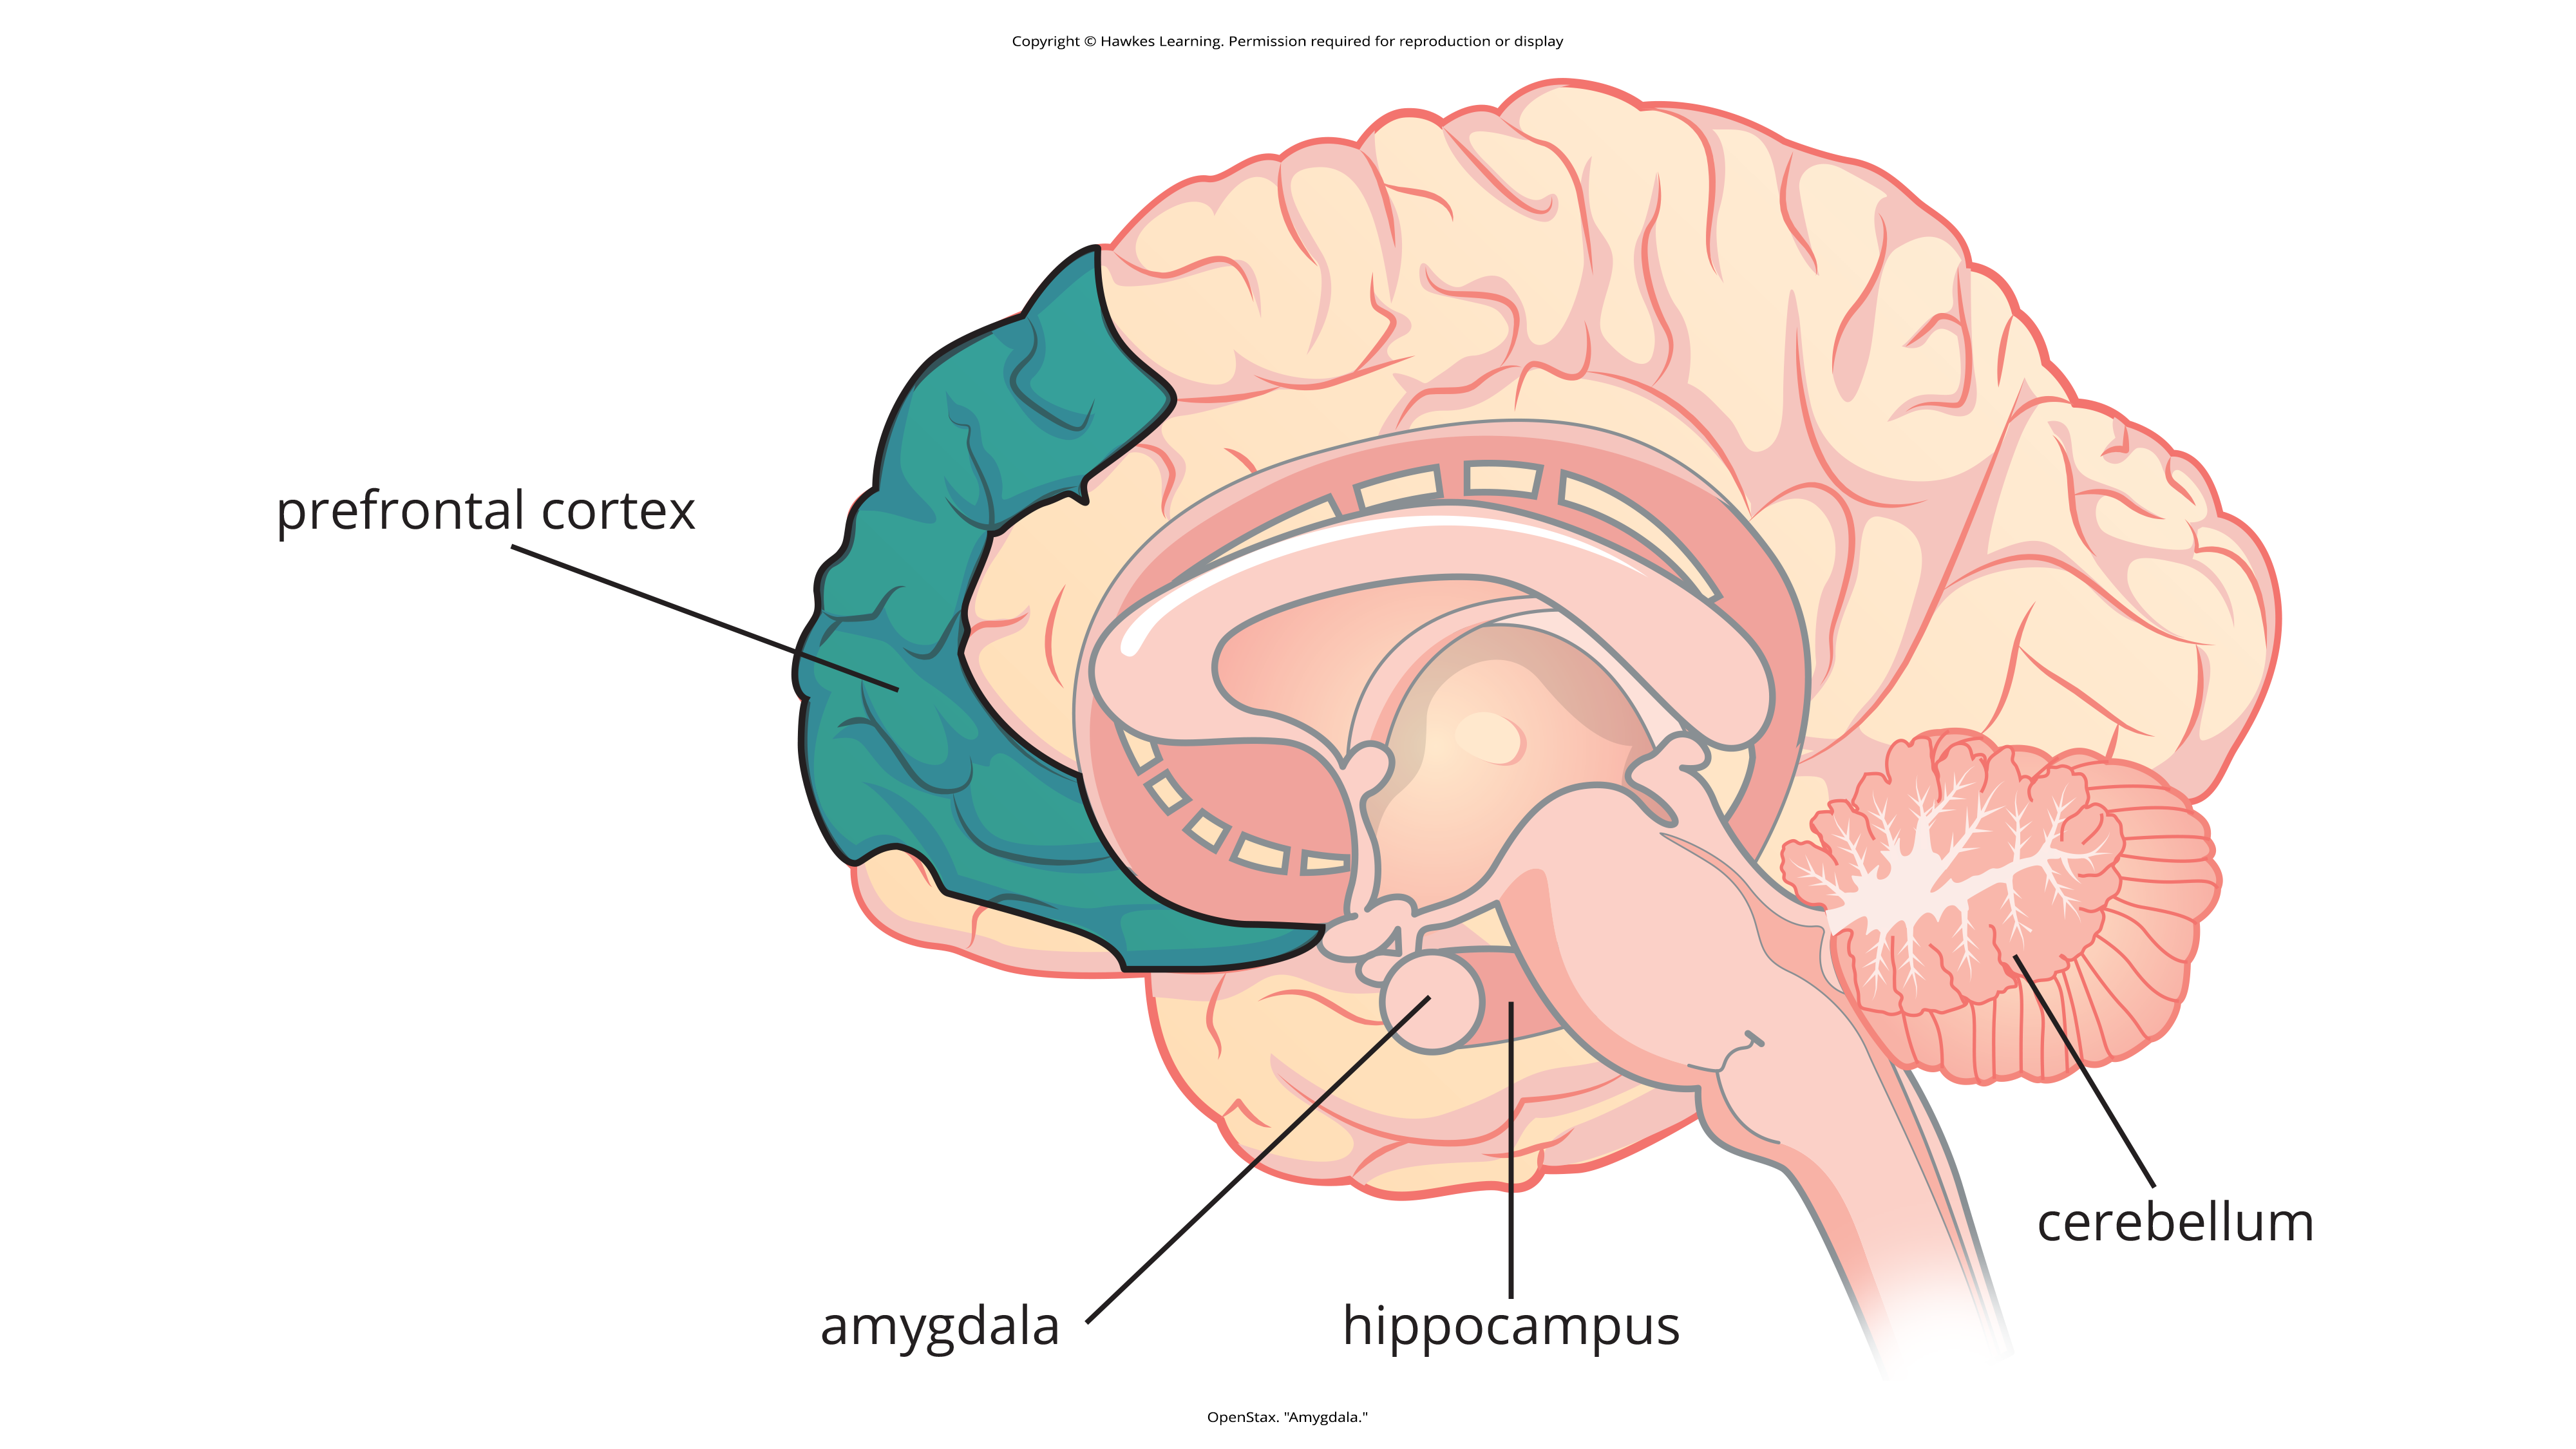 Copyright © Hawkes Learning. Permission required for reproduction or display
prefrontal cortex
cerebellum
amygdala
hippocampus
OpenStax. "Amygdala."